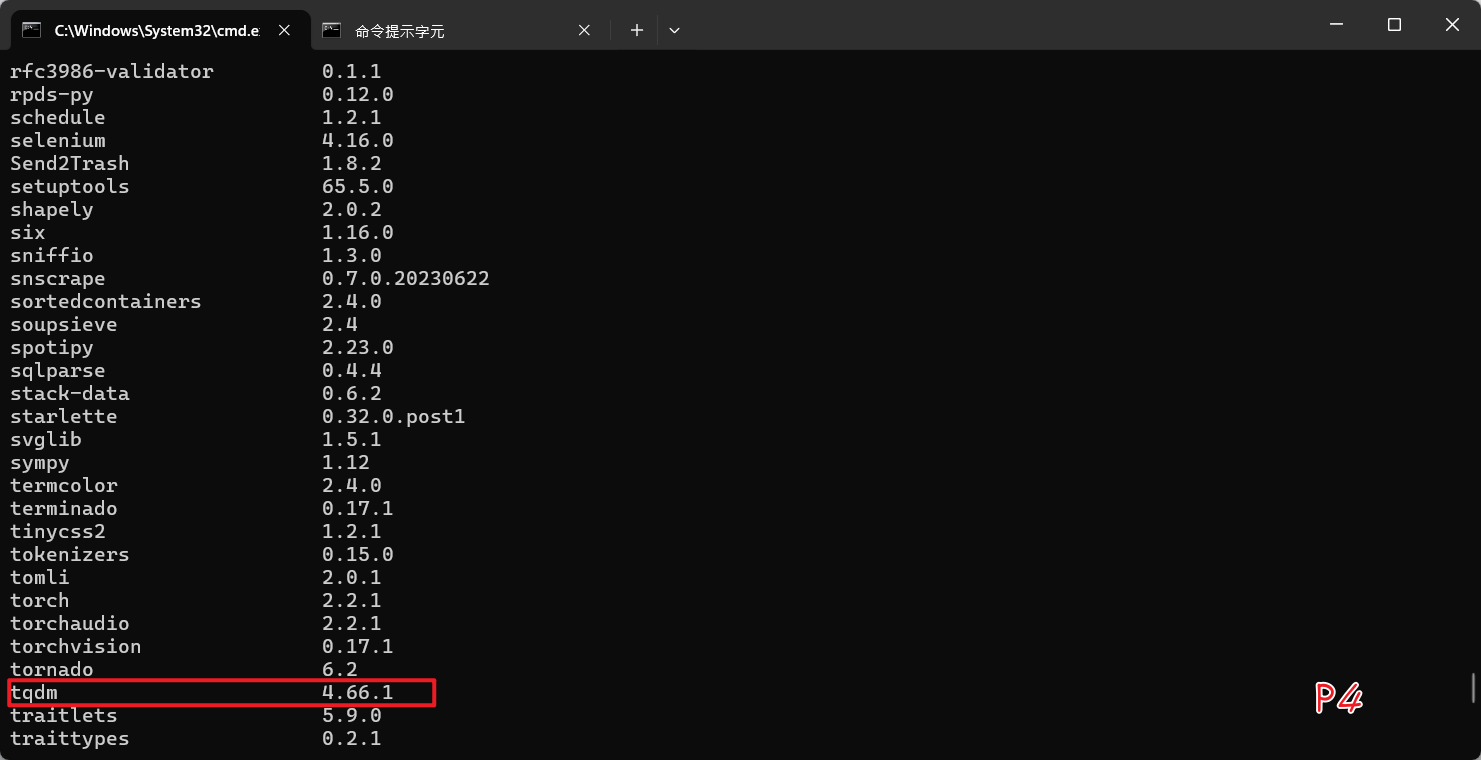 C:\Windows\System32\cmd.e 命令提示字元
rfc3986-validator 0.1.1
rpds-py 0.12.0
schedule 1.2.1
selenium 4.16.0
Send2Trash 1.8.2
setuptools 65.5.0
shapely 2.0.2
six 1.16.0
sniffio 1.3.0
snscrape 0.7.0.20230622
sortedcontainers 2.4.0
soupsieve 2.4
spotipy 2.23.0
sqlparse 0.4.4
stack-data 0.6.2
starlette 0.32.0.post1
svglib 1.5.1
sympy 1.12
termcolor 2.4.0
terminado 0.17.1
tinycss2 1.2.1
tokenizers 0.15.0
tomli 2.0.1
torch 2.2.1
torchaudio 2.2.1
torchvision 0.17.1
tornado 6.2
tqdm 4.66.1
traitlets 5.9.0
traittypes 0.2.1
P4